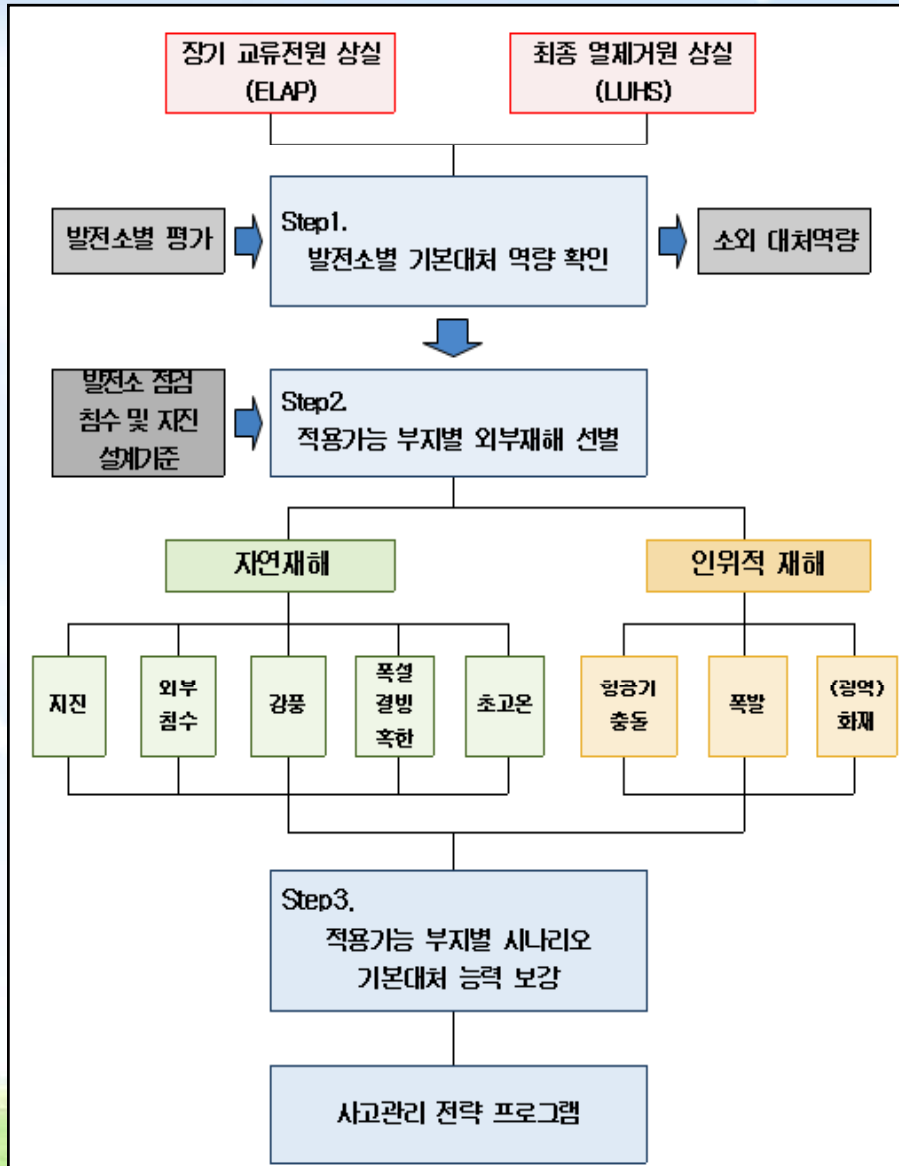 장기 교류전원 상실
(ELAP)
최종 열제거원 상실
(LUHS)
발전소별 평가
Step1.
발전소별 기본대처 역량 확인
소외 대처역량
발전소 점검
침수 및 지진
설계기준
Step2.
적용가능 부지별 외부재해 선별
자연재해
인위적 재해
지진
외부
침수
강풍
폭설
결빙
혹한
초고온
항공기
충돌
폭발
(광역)
화재
Step3.
적용가능 부지별 시나리오
기본대처 능력 보강
사고관리 전략 프로그램